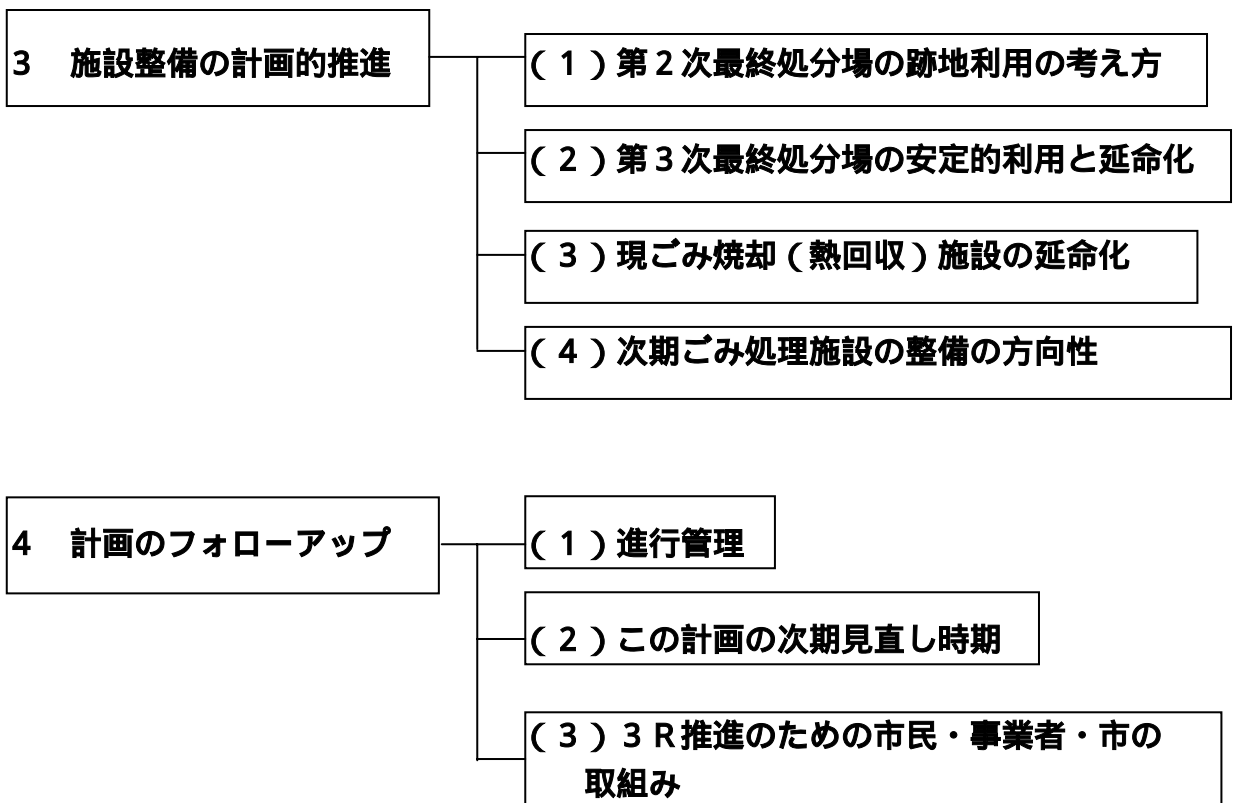 3　施設整備の計画的推進
（１）第２次最終処分場の跡地利用の考え方
（２）第３次最終処分場の安定的利用と延命化
（３）現ごみ焼却（熱回収）施設の延命化
（４）次期ごみ処理施設の整備の方向性
4　計画のフォローアップ
（１）進行管理
（２）この計画の次期見直し時期
（３）３Ｒ推進のための市民・事業者・市の
取組み